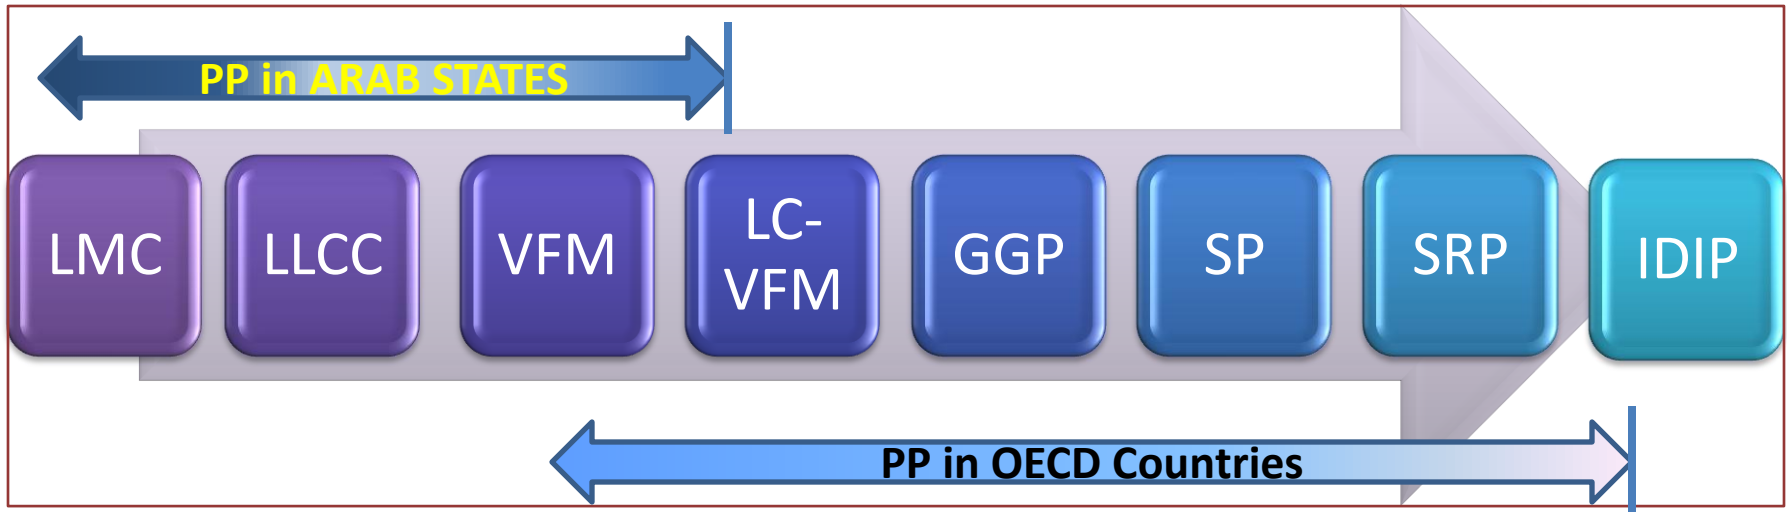 PP in ARAB STATES
LMC
LLCC
VFM
LC-
VFM
GGP
SP
SRP
IDIP
PP in OECD Countries